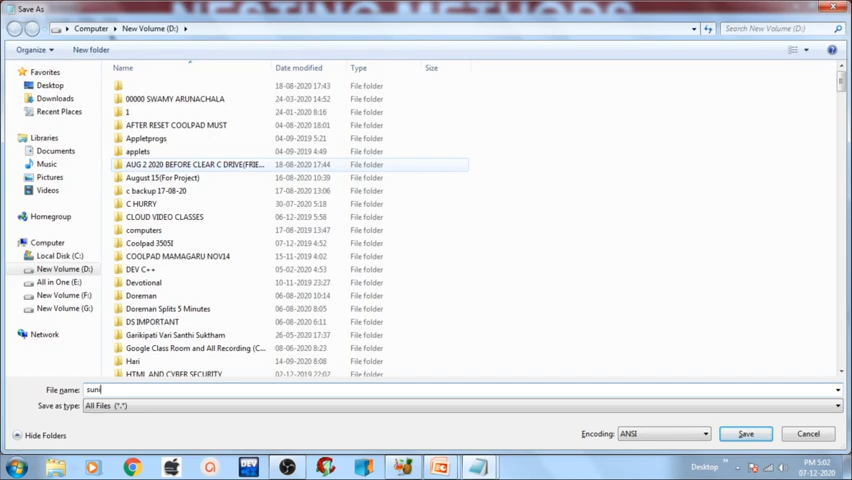 NESTING METHODS
Save As
Computer
New Volume (D:)
Search New Volume (D:)
Organize
New folder
Name Date modified Type Size
18-08-2020 17:43 File folder
00000 SWAMY ARUNACHALA 24-03-2020 14:52 File folder
1 24-01-2020 8:16 File folder
AFTER RESET COOLPAD MUST 04-08-2020 18:01 File folder
Appletprogs 04-09-2019 5:21 File folder
applets 04-09-2019 4:49 File folder
AUG 2 2020 BEFORE CLEAR C DRIVE(FRIE... 18-08-2020 17:44 File folder
August 15(For Project) 16-08-2020 10:39 File folder
c backup 17-08-20 17-08-2020 13:06 File folder
C HURRY 30-07-2020 5:18 File folder
CLOUD VIDEO CLASSES 06-12-2019 5:58 File folder
computers 17-08-2019 13:47 File folder
Coolpad 3505I 07-12-2019 4:52 File folder
COOLPAD MAMAGARU NOV14 15-11-2019 4:02 File folder
DEV C++ 05-02-2020 4:53 File folder
Devotional 10-11-2019 23:27 File folder
Doreman 06-08-2020 10:14 File folder
Doreman Splits 5 Minutes 06-08-2020 8:05 File folder
DS IMPORTANT 06-08-2020 6:11 File folder
Garikipati Vari Santhi Suktham 26-05-2020 17:37 File folder
Google Class Room and All Recording (C... 08-06-2020 8:23 File folder
Hari 14-09-2020 8:08 File folder
HTML AND CYBER SECURITY 02-12-2019 22:02 File folder
Favorites
Desktop
Downloads
Recent Places
Libraries
Documents
Music
Pictures
Videos
Homegroup
Computer
Local Disk (C:)
New Volume (D:)
All in One (E:)
New Volume (F:)
New Volume (G:)
Network
File name: suni
Save as type: All Files (*.*)
Hide Folders
Encoding: ANSI
Save
Cancel
DEV
Desktop
PM 5:02
07-12-2020